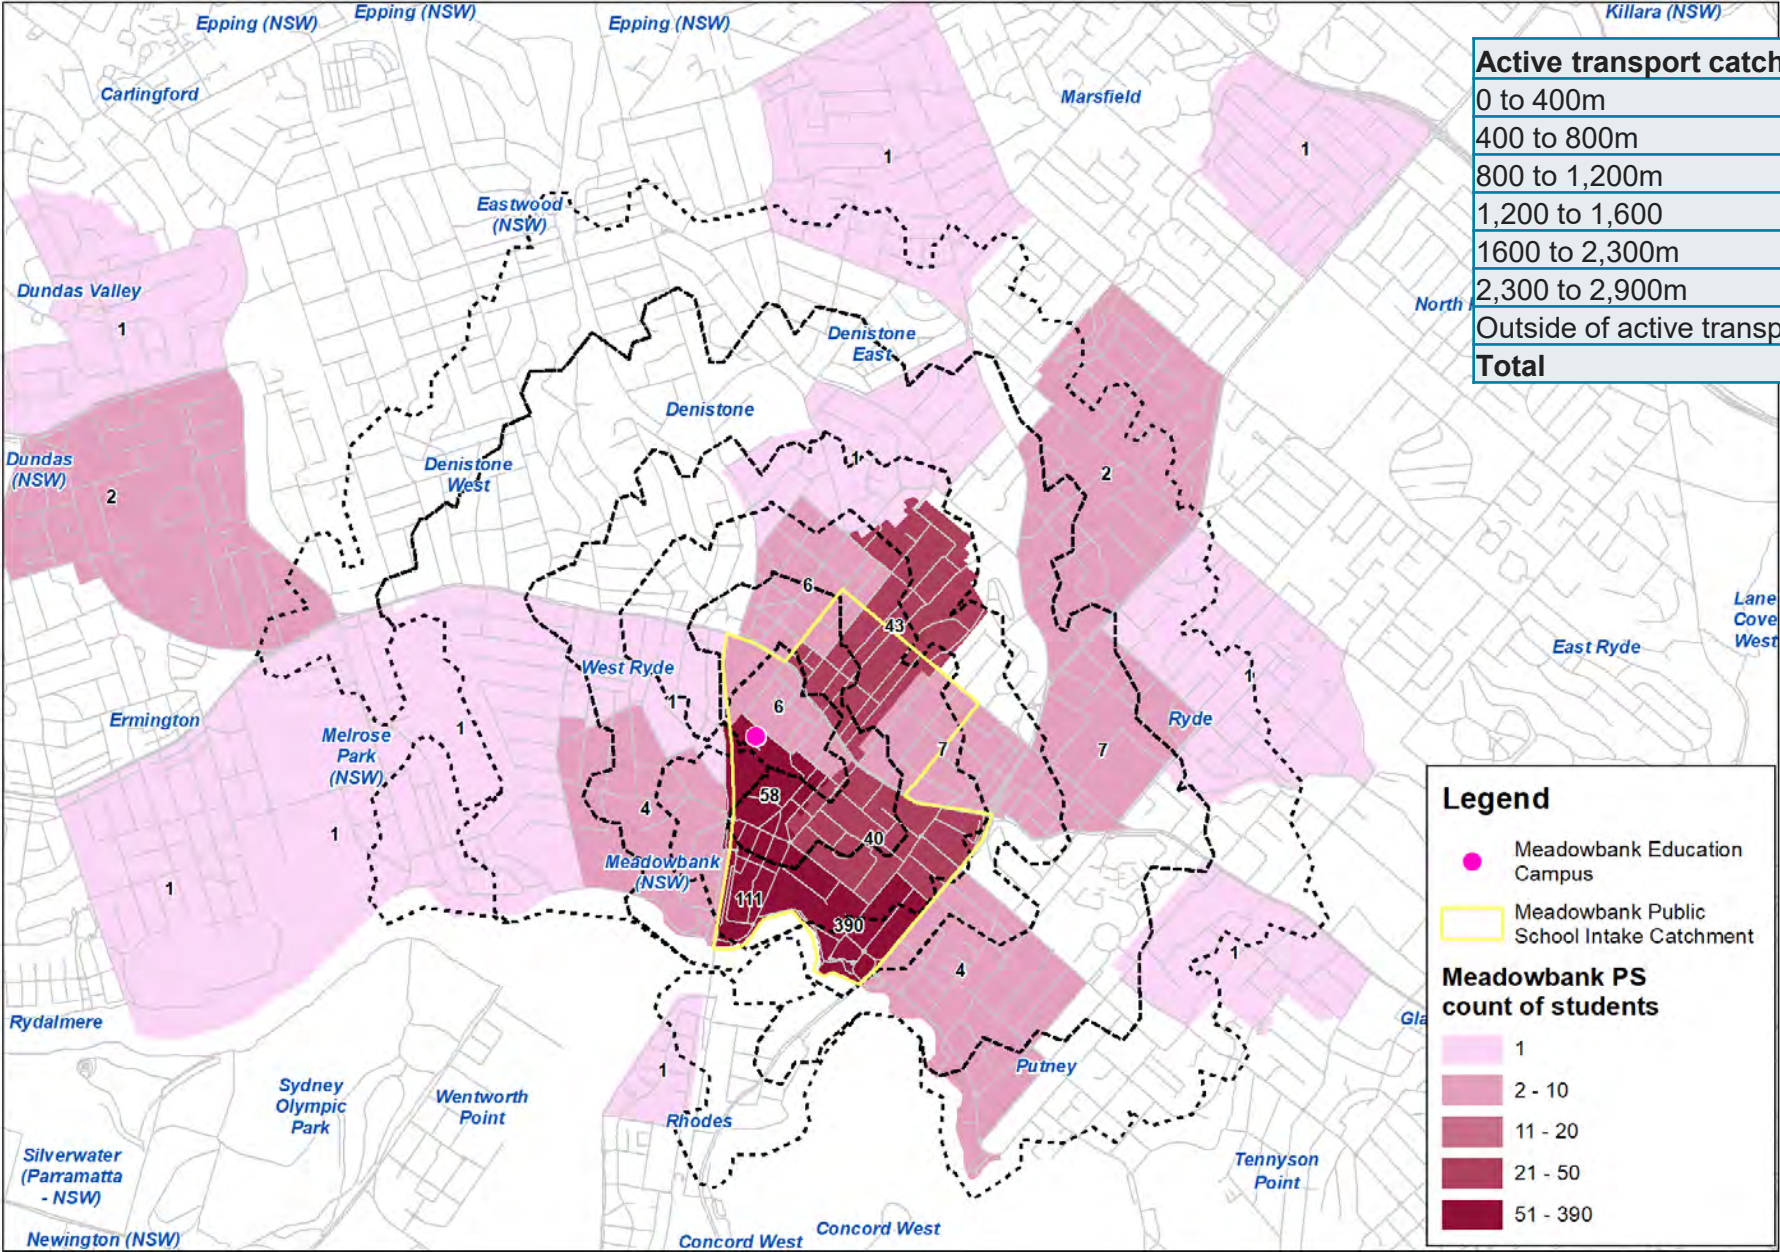 Epping (NSW)
Epping (NSW)
Epping (NSW)
Killara (NSW)
Carlingford
Marsfield
Active transport catch
0 to 400m
400 to 800m
800 to 1,200m
1,200 to 1,600
1600 to 2,300m
2,300 to 2,900m
Outside of active transp
Total
1
1
Eastwood
(NSW)
Dundas Valley
1
North
Denistone
East
Denistone
Dundas
(NSW)
2
Denistone
West
1
2
6
43
Lane
Cove
West
East Ryde
West Ryde
1
6
1
Ermington
Melrose
Park
(NSW)
1
7
7
Ryde
58
4
1
40
Meadowbank
(NSW)
1
111
390
4
1
Rydalmere
Gla
Putney
1
Rhodes
Sydney
Olympic
Park
Wentworth
Point
Silverwater
(Parramatta
- NSW)
Tennyson
Point
Newington (NSW)
Concord West
Concord West
Legend
Meadowbank Education
Campus
Meadowbank Public
School Intake Catchment
Meadowbank PS
count of students
1
2 - 10
11 - 20
21 - 50
51 - 390